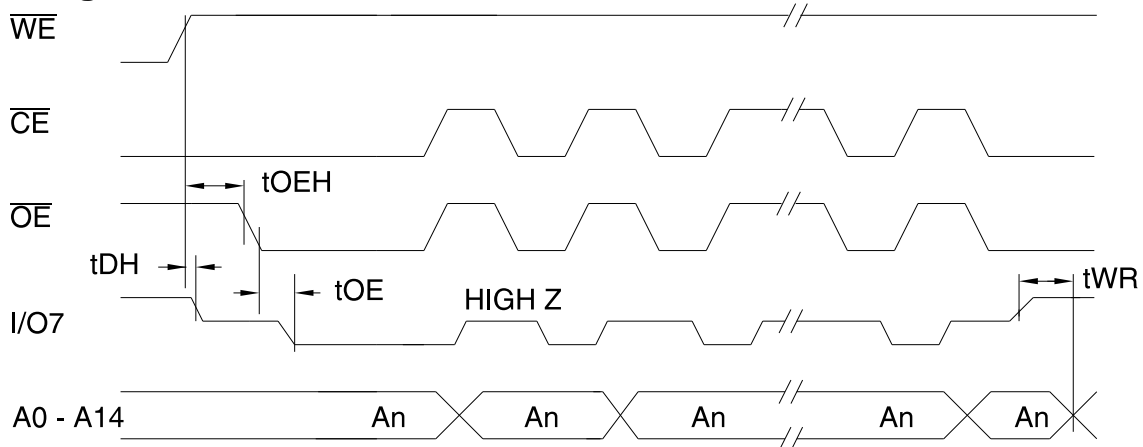 WE
CE
tOEH
OE
tDH
tOE
HIGH Z
tWR
I/O7
A0 - A14
An
An
An
An
An